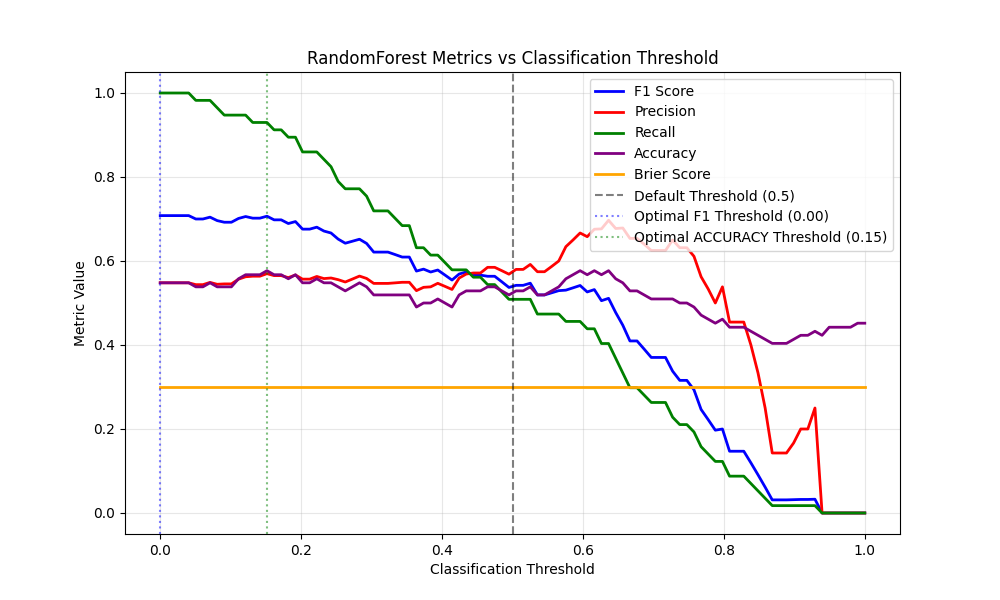 RandomForest Metrics vs Classification Threshold
1.0
0.8
0.6
0.4
0.2
0.0
Metric Value
F1 Score
Precision
Recall
Accuracy
Brier Score
Default Threshold (0.5)
Optimal F1 Threshold (0.00)
Optimal ACCURACY Threshold (0.15)
0.0
0.2
0.4
0.6
0.8
1.0
Classification Threshold